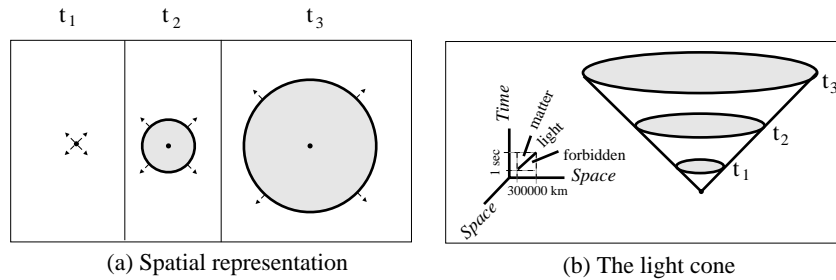 t1 t2 t3
(a) Spatial representation
Time
1 sec
matter
light
forbidden
Space
300000 km
Space
t3
t2
t1
(b) The light cone